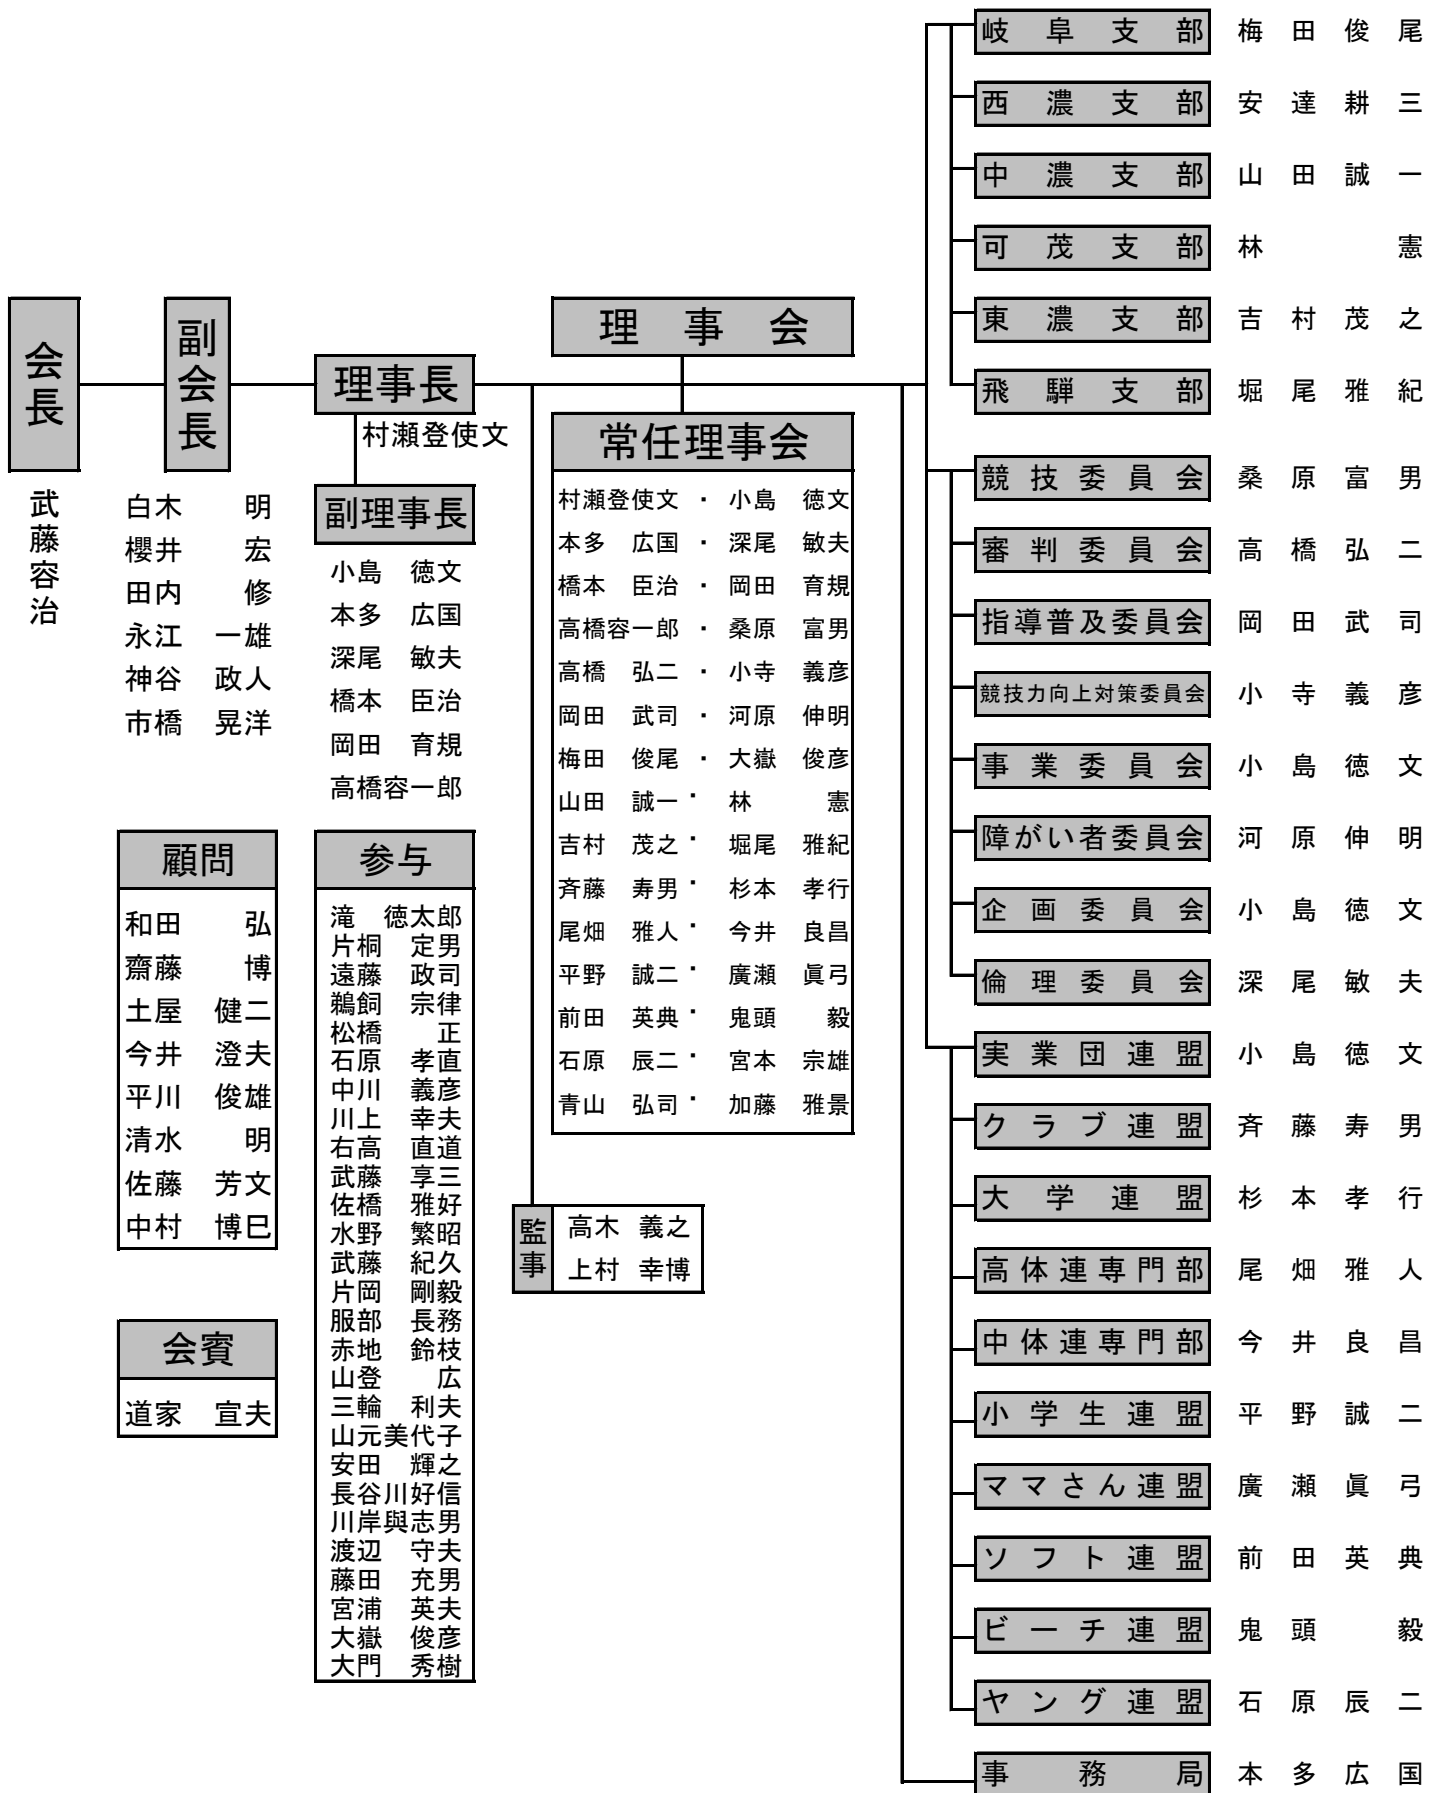 会長
武藤容治
副会長
白木　明
櫻井　宏
田内　修
永江　一雄
神谷　政人
市橋　晃洋
顧問
和田　弘
齋藤　博
土屋　健二
今井　澄夫
平川　俊雄
清水　明
佐藤　芳文
中村　博巳
会賓
道家　宣夫
理事長
村瀬登使文
副理事長
小島　徳文
本多　広国
深尾　敏夫
橋本　臣治
岡田　育規
高橋容一郎
参与
滝　徳太郎
片桐　定男
遠藤　政司
鵜飼　宗律
松橋　正
石原　孝直
中川　義彦
川上　幸夫
右高　直道
武藤　享三
佐橋　雅好
水野　繁昭
武藤　紀久
片岡　剛毅
服部　長務
赤地　鈴枝
山登　広
三輪　利夫
山元美代子
安田　輝之
長谷川好信
川岸與志男
渡辺　守夫
藤田　充男
宮浦　英夫
大嶽　俊彦
大門　秀樹
理事会
常任理事会
村瀬登使文・小島　徳文
本多　広国・深尾　敏夫
橋本　臣治・岡田　育規
高橋容一郎・桑原　富男
高橋　弘二・小寺　義彦
岡田　武司・河原　伸明
梅田　俊尾・大嶽　俊彦
山田　誠一・林　憲
吉村　茂之・堀尾　雅紀
斉藤　寿男・杉本　孝行
尾畑　雅人・今井　良昌
平野　誠二・廣瀬　眞弓
前田　英典・鬼頭　毅
石原　辰二・宮本　宗雄
青山　弘司・加藤　雅景
監事
高木　義之
上村　幸博
岐阜支部　梅田俊尾
西濃支部　安達耕三
中濃支部　山田誠一
可茂支部　林　憲
東濃支部　吉村茂之
飛騨支部　堀尾雅紀
競技委員会　桑原富男
審判委員会　高橋弘二
指導普及委員会　岡田武司
競技力向上対策委員会　小寺義彦
事業委員会　小島徳文
障がい者委員会　河原伸明
企画委員会　小島徳文
倫理委員会　深尾敏夫
実業団連盟　小島徳文
クラブ連盟　斉藤寿男
大学連盟　杉本孝行
高体連専門部　尾畑雅人
中体連専門部　今井良昌
小学生連盟　平野誠二
ママさん連盟　廣瀬眞弓
ソフト連盟　前田英典
ビーチ連盟　鬼頭　毅
ヤング連盟　石原辰二
事務局　本多広国